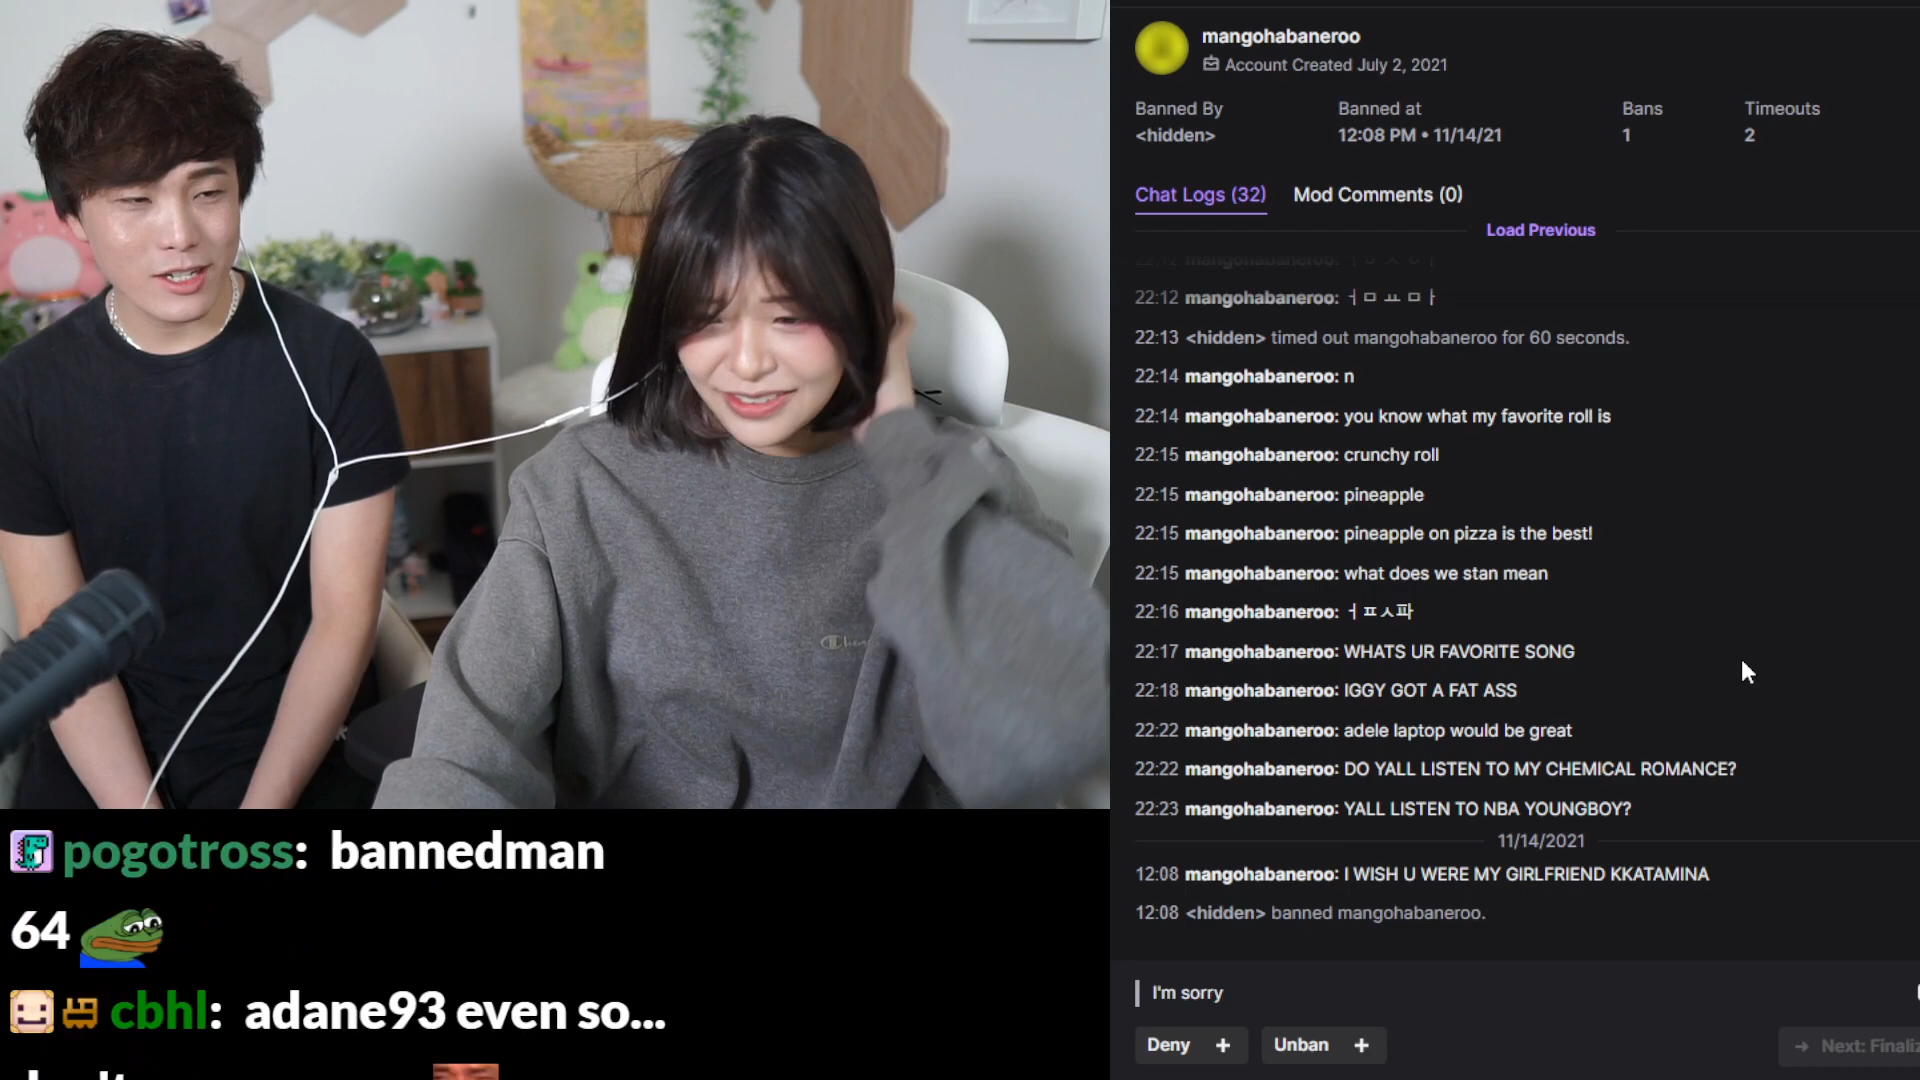 mangohabaneroo
Account Created July 2, 2021
Banned By
<hidden>
Banned at
12:08 PM • 11/14/21
Bans
1
Timeouts
2
Chat Logs (32)
Mod Comments (0)
Load Previous
22:12 mangohabaneroo:
22:12 mangohabaneroo: ㅓㅁㅛㅁㅏ
22:13 <hidden> timed out mangohabaneroo for 60 seconds.
22:14 mangohabaneroo: n
22:14 mangohabaneroo: you know what my favorite roll is
22:15 mangohabaneroo: crunchy roll
22:15 mangohabaneroo: pineapple
22:15 mangohabaneroo: pineapple on pizza is the best!
22:15 mangohabaneroo: what does we stan mean
22:16 mangohabaneroo: ㅓㅍㅅ파
22:17 mangohabaneroo: WHATS UR FAVORITE SONG
22:18 mangohabaneroo: IGGY GOT A FAT ASS
22:22 mangohabaneroo: adele laptop would be great
22:22 mangohabaneroo: DO YALL LISTEN TO MY CHEMICAL ROMANCE?
22:23 mangohabaneroo: YALL LISTEN TO NBA YOUNGBOY?
11/14/2021
12:08 mangohabaneroo: I WISH U WERE MY GIRLFRIEND KKATAMINA
12:08 <hidden> banned mangohabaneroo.
I'm sorry
Deny +
Unban +
→ Next: Finaliz
pogotross: bannedman
64
cbhl: adane93 even so...